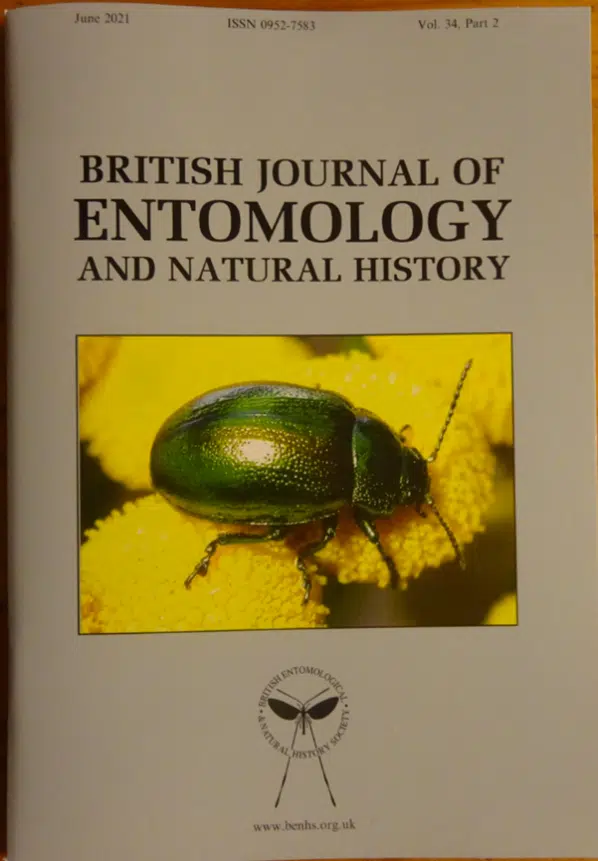 June 2021 ISSN 0952-7583 Vol. 34, Part 2
BRITISH JOURNAL OF
ENTOMOLOGY
AND NATURAL HISTORY
• BRITISH ENTOMOLOGICAL •
& NATURAL HISTORY SOCIETY
www.benhs.org.uk